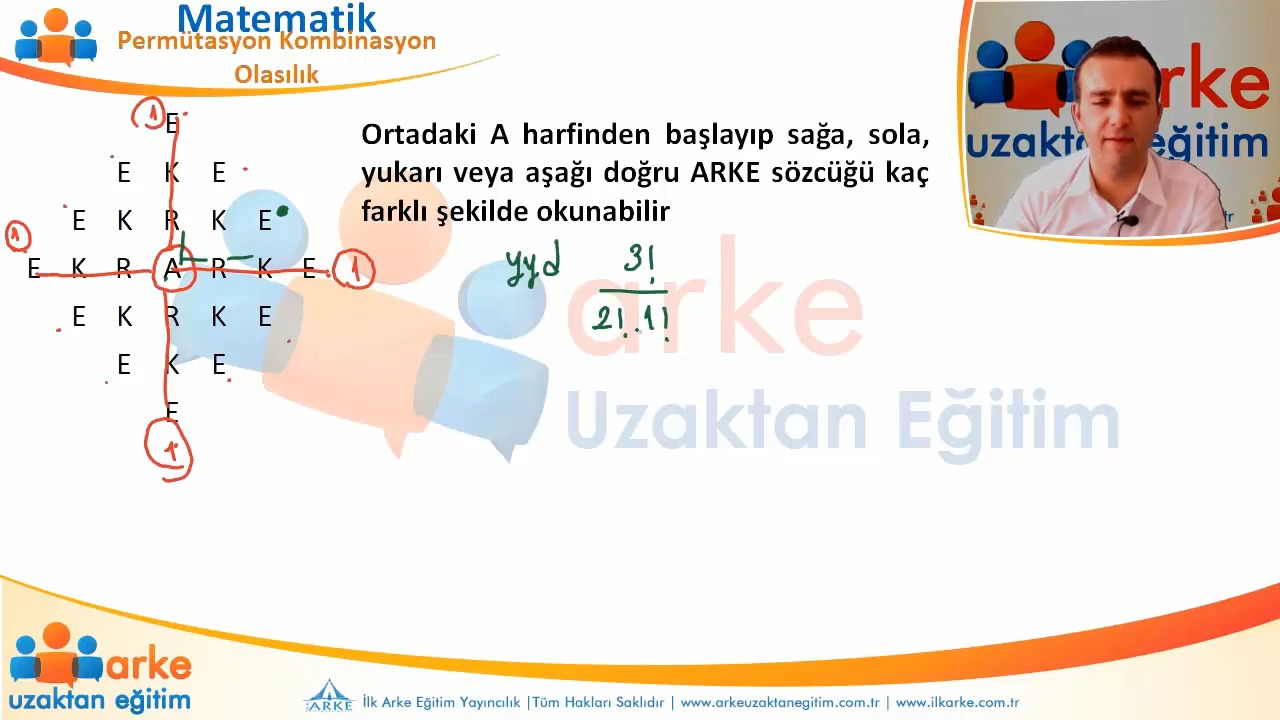 Matematik
Permütasyon Kombinasyon
Olasılık
1
E
E K E
E K R K E
1
E K R A R K E 1
E K R K E
E K E
E
1
Ortadaki A harfinden başlayıp sağa, sola,
yukarı veya aşağı doğru ARKE sözcüğü kaç
farklı şekilde okunabilir
yyd 3!
2!.1!
arke
Uzaktan Eğitim
arke
uzaktan eğitim
arke
uzaktan eğitim
ARKE
İlk Arke Eğitim Yayıncılık |Tüm Hakları Saklıdır | www.arkeuzaktanegitim.com.tr | www.ilkarke.com.tr